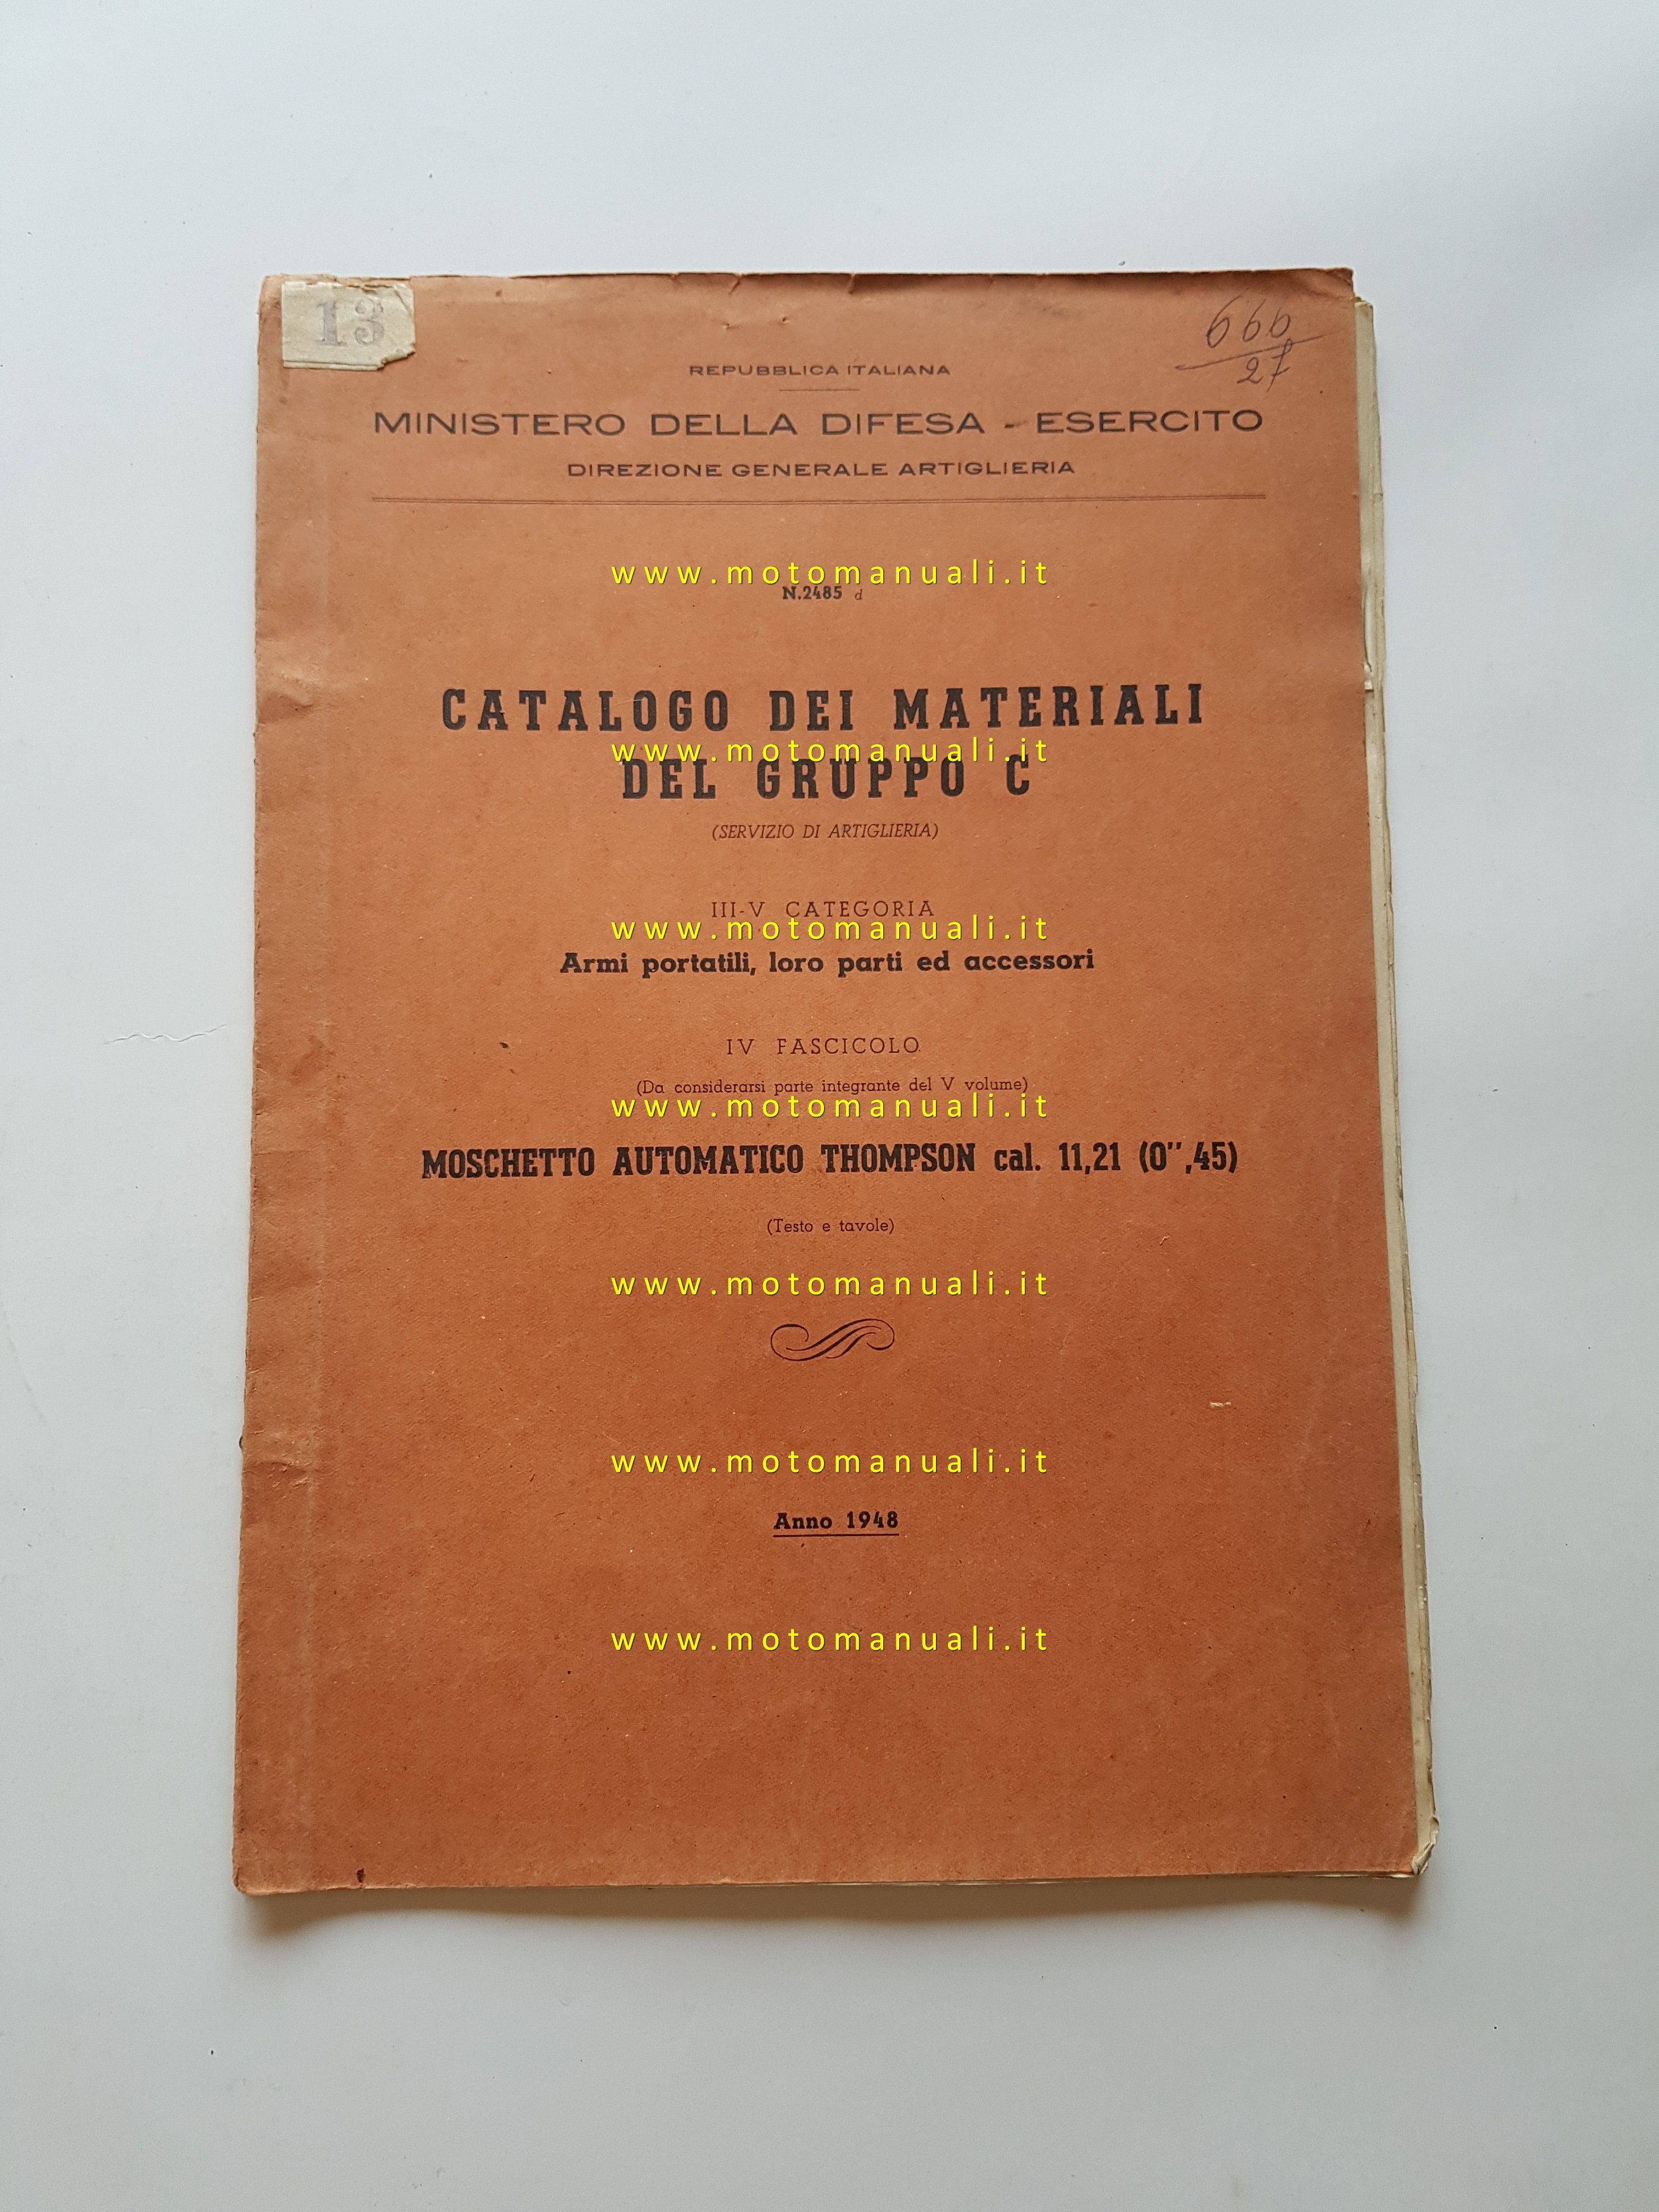 13
666
27
REPUBBLICA ITALIANA
MINISTERO DELLA DIFESA - ESERCITO
DIREZIONE GENERALE ARTIGLIERIA
www.motomanuali.it
N.2485 d
CATALOGO DEI MATERIALI
www.motomanuali.it
DEL GRUPPO C
(SERVIZIO DI ARTIGLIERIA)
III-V CATEGORIA
www.motomanuali.it
Armi portatili, loro parti ed accessori
IV FASCICOLO
(Da considerarsi parte integrante del V volume)
www.motomanuali.it
MOSCHETTO AUTOMATICO THOMPSON cal. 11,21 (0",45)
(Testo e tavole)
www.motomanuali.it
www.motomanuali.it
Anno 1948
www.motomanuali.it